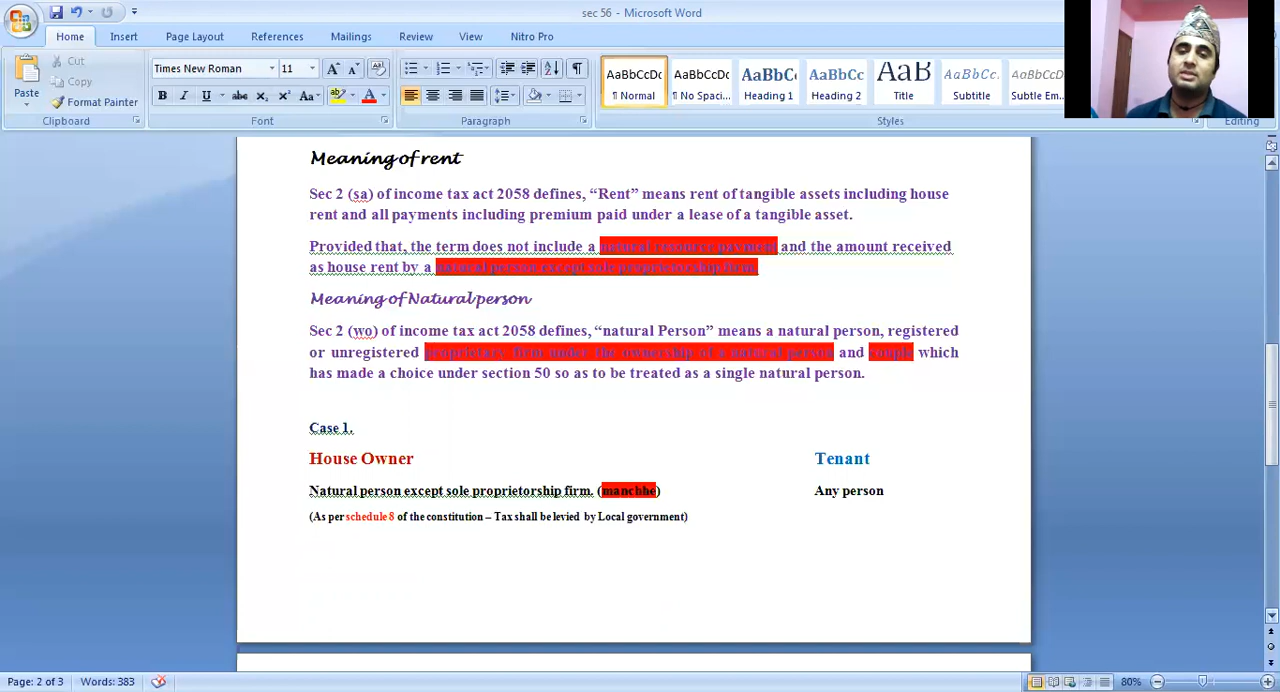 sec 56 - Microsoft Word
Home Insert Page Layout References Mailings Review View Nitro Pro
Cut
Copy
Format Painter
Paste
Times New Roman 11
AaBbCcDc AaBbCcDc AaBbC AaBbCc AaB AaBbCc. AaBbCcD
¶ Normal ¶ No Spaci... Heading 1 Heading 2 Title Subtitle Subtle Em...
Clipboard Font Paragraph Styles Editing
Meaning of rent
Sec 2 (sa) of income tax act 2058 defines, “Rent” means rent of tangible assets including house
rent and all payments including premium paid under a lease of a tangible asset.
Provided that, the term does not include a natural resource payment and the amount received
as house rent by a natural person except sole proprietorship firm.
Meaning of Natural person
Sec 2 (wo) of income tax act 2058 defines, “natural Person” means a natural person, registered
or unregistered proprietary firm under the ownership of a natural person and couple which
has made a choice under section 50 so as to be treated as a single natural person.
Case 1.
House Owner Tenant
Natural person except sole proprietorship firm. (manchhe) Any person
(As per schedule 8 of the constitution – Tax shall be levied by Local government)
Page: 2 of 3 Words: 383 80%